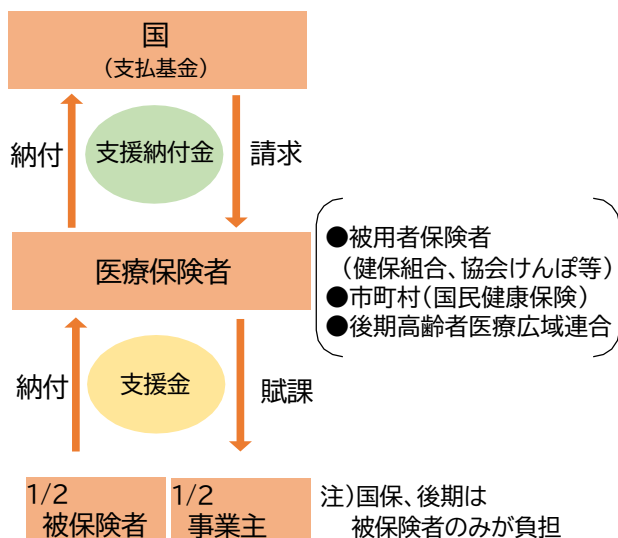 国
(支払基金)
納付
支援納付金
請求
医療保険者
●被用者保険者
(健保組合、協会けんぽ等)
●市町村(国民健康保険)
●後期高齢者医療広域連合
納付
支援金
賦課
1/2
被保険者
1/2
事業主
注)国保、後期は
被保険者のみが負担